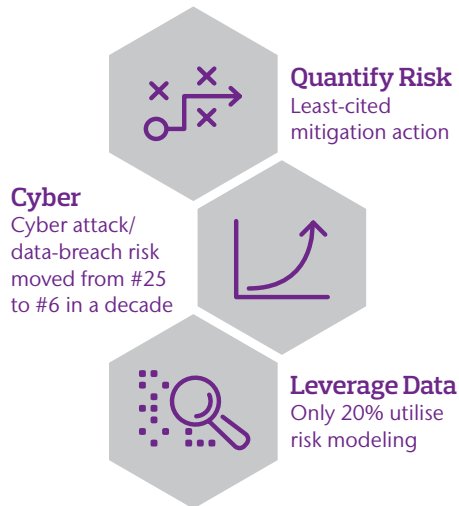 Quantify Risk
Least-cited
mitigation action
Cyber
Cyber attack/
data-breach risk
moved from #25
to #6 in a decade
Leverage Data
Only 20% utilise
risk modeling